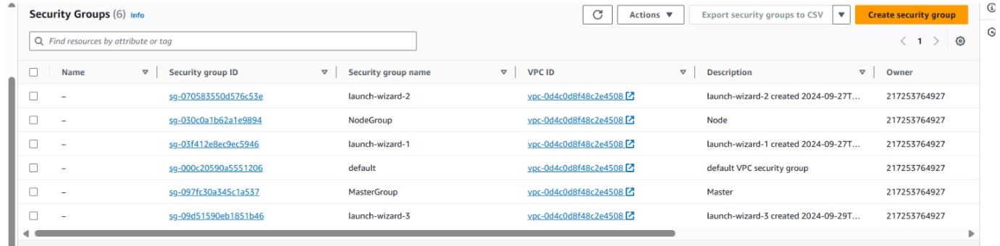 Security Groups (6) Info
Actions Export security groups to CSV Create security group
Find resources by attribute or tag
1
Name Security group ID Security group name VPC ID Description Owner
– sg-070583550d576c53e launch-wizard-2 vpc-0d4c0d8f48c2e4508 launch-wizard-2 created 2024-09-27T... 217253764927
– sg-030c0a1b62a1e9894 NodeGroup vpc-0d4c0d8f48c2e4508 Node 217253764927
– sg-03f412e8ec9ec5946 launch-wizard-1 vpc-0d4c0d8f48c2e4508 launch-wizard-1 created 2024-09-27T... 217253764927
– sg-000c20590a5551206 default vpc-0d4c0d8f48c2e4508 default VPC security group 217253764927
– sg-097fc30a345c1a537 MasterGroup vpc-0d4c0d8f48c2e4508 Master 217253764927
– sg-09d51590eb1851b46 launch-wizard-3 vpc-0d4c0d8f48c2e4508 launch-wizard-3 created 2024-09-29T... 217253764927